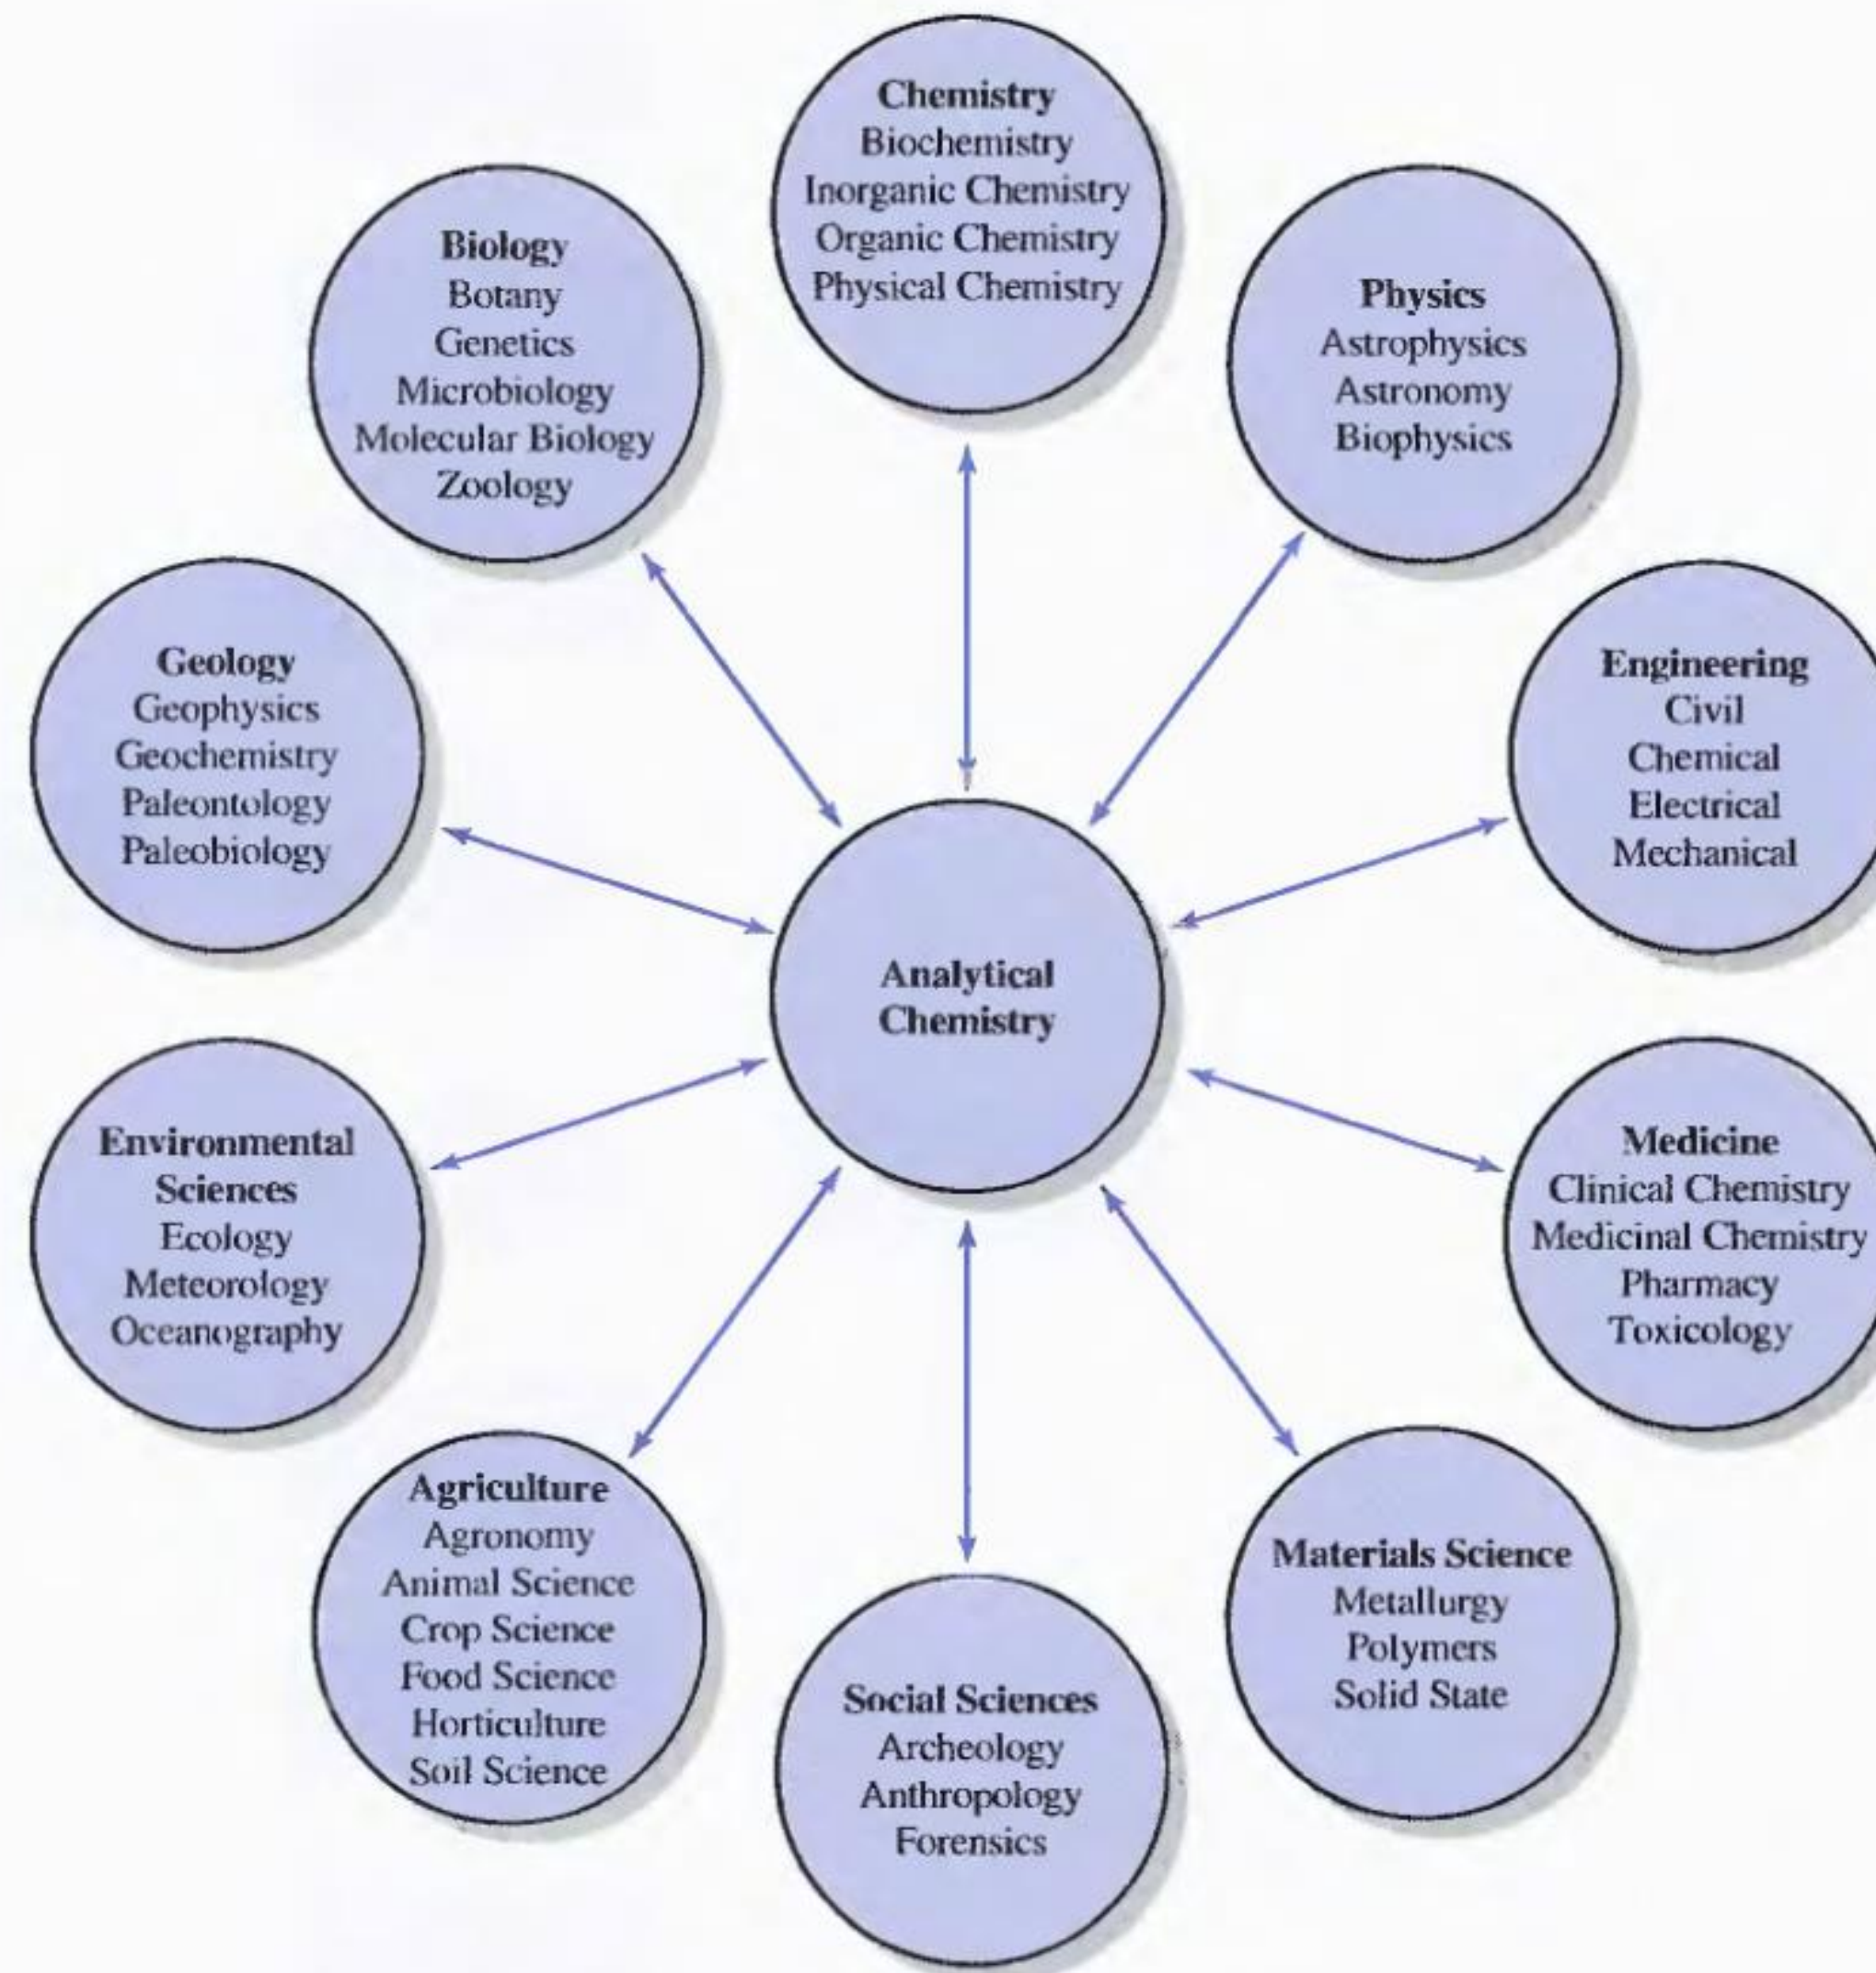 Chemistry
Biochemistry
Inorganic Chemistry
Organic Chemistry
Physical Chemistry
Biology
Botany
Genetics
Microbiology
Molecular Biology
Zoology
Physics
Astrophysics
Astronomy
Biophysics
Geology
Geophysics
Geochemistry
Paleontology
Paleobiology
Engineering
Civil
Chemical
Electrical
Mechanical
Analytical
Chemistry
Environmental
Sciences
Ecology
Meteorology
Oceanography
Medicine
Clinical Chemistry
Medicinal Chemistry
Pharmacy
Toxicology
Agriculture
Agronomy
Animal Science
Crop Science
Food Science
Horticulture
Soil Science
Social Sciences
Archeology
Anthropology
Forensics
Materials Science
Metallurgy
Polymers
Solid State